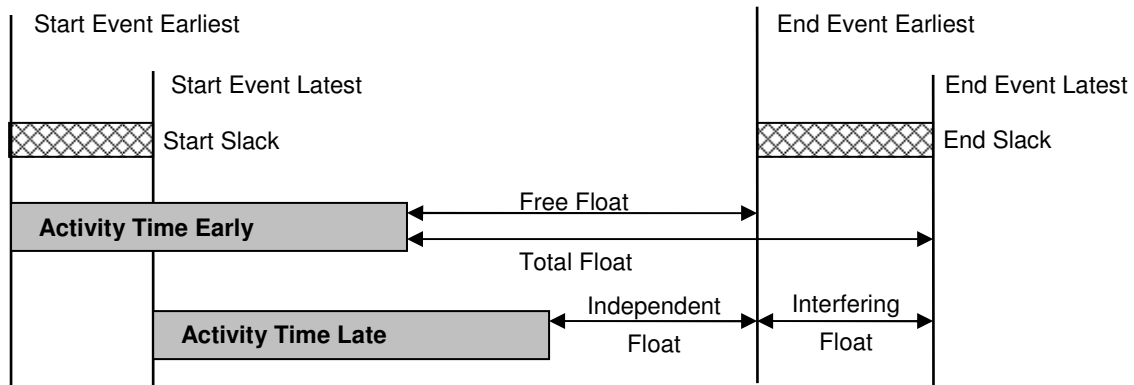 Start Event Earliest
End Event Earliest
Start Event Latest
End Event Latest
Start Slack
End Slack
Free Float
Activity Time Early
Total Float
Independent
Interfering
Activity Time Late
Float
Float